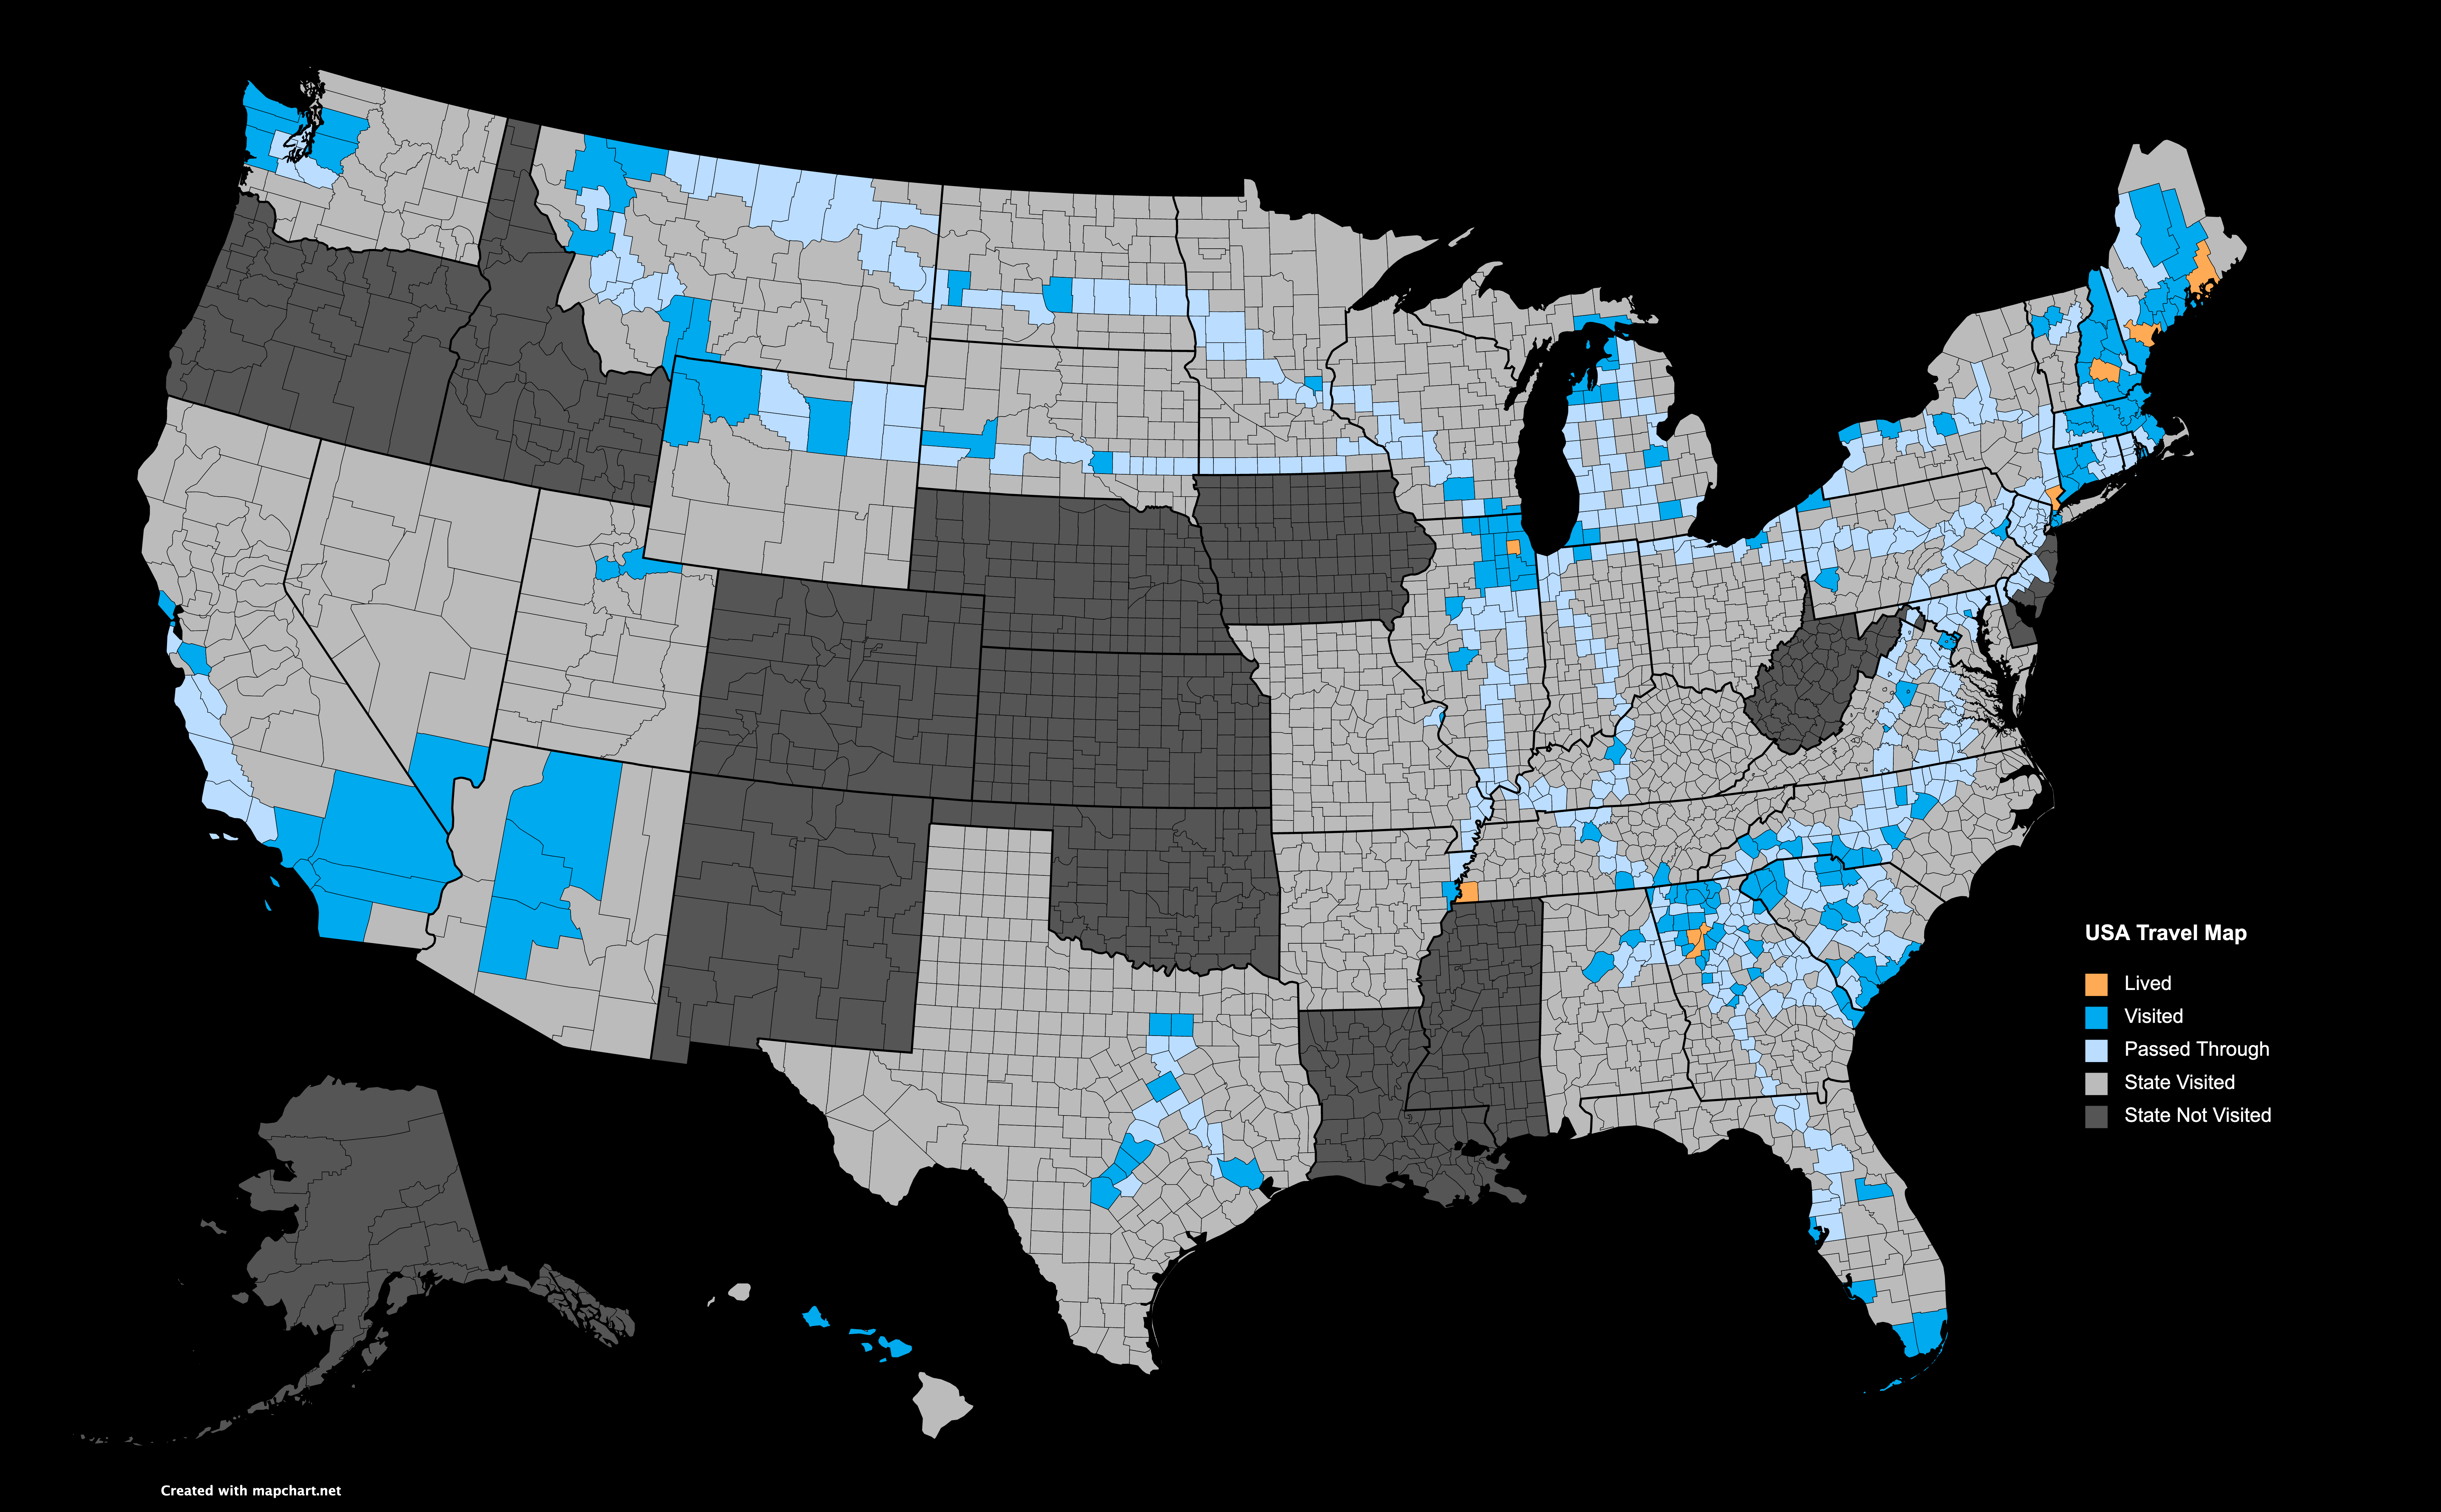 USA Travel Map
Lived
Visited
Passed Through
State Visited
State Not Visited
Created with mapchart.net